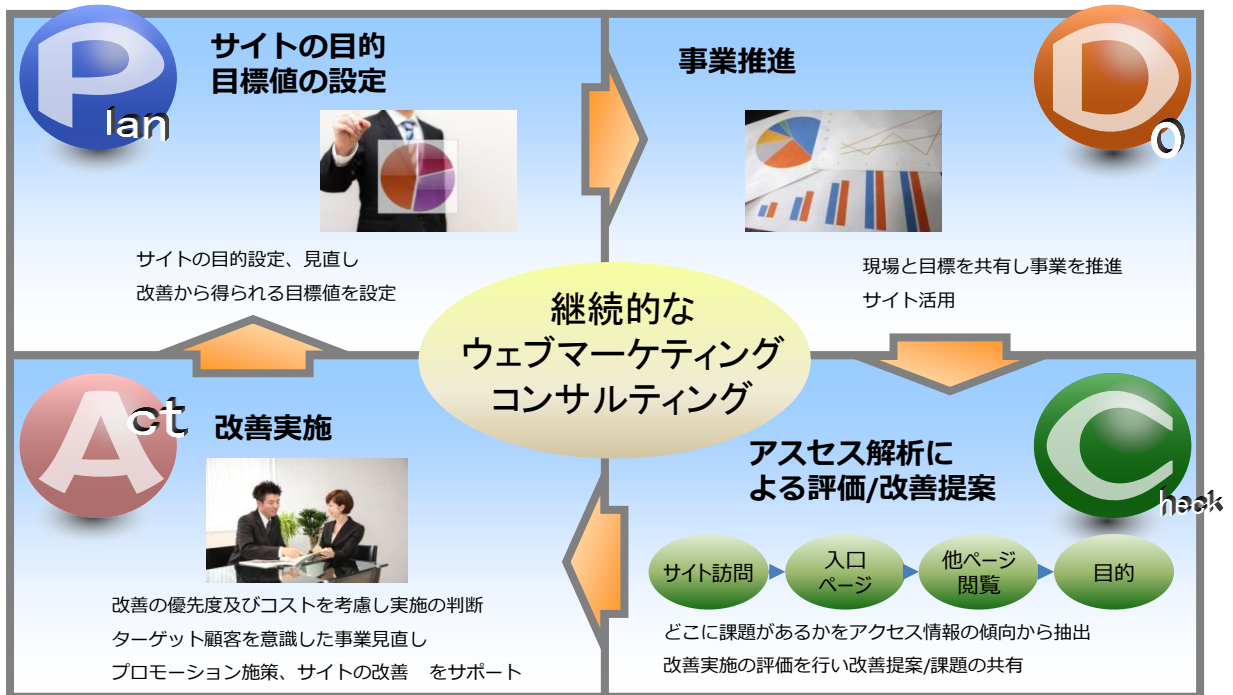 Plan
サイトの目的
目標値の設定
サイトの目的設定、見直し
改善から得られる目標値を設定
事業推進
Do
現場と目標を共有し事業を推進
サイト活用
継続的な
ウェブマーケティング
コンサルティング
Act
改善実施
改善の優先度及びコストを考慮し実施の判断
ターゲット顧客を意識した事業見直し
プロモーション施策、サイトの改善　をサポート
アスセス解析に
よる評価/改善提案
Check
サイト訪問
入口
ページ
他ページ
閲覧
目的
どこに課題があるかをアクセス情報の傾向から抽出
改善実施の評価を行い改善提案/課題の共有